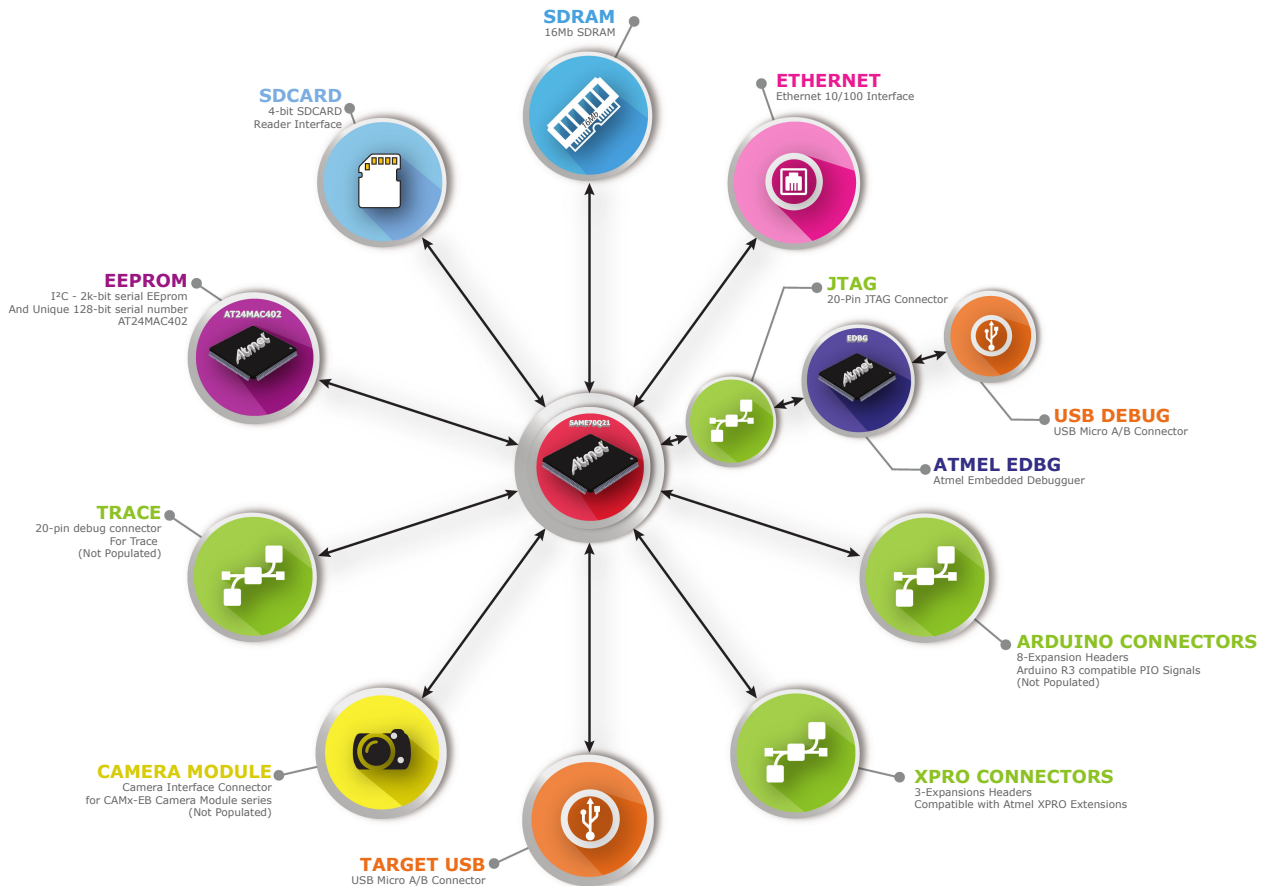 SDRAM
16Mb SDRAM
16Mb
ETHERNET
Ethernet 10/100 Interface
SDCARD
4-bit SDCARD
Reader Interface
EEPROM
I²C - 2k-bit serial EEprom
And Unique 128-bit serial number
AT24MAC402
AT24MAC402
Atmel
JTAG
20-Pin JTAG Connector
EDBG
Atmel
USB DEBUG
USB Micro A/B Connector
ATMEL EDBG
Atmel Embedded Debugguer
SAME70Q21
Atmel
TRACE
20-pin debug connector
For Trace
(Not Populated)
ARDUINO CONNECTORS
8-Expansion Headers
Arduino R3 compatible PIO Signals
(Not Populated)
CAMERA MODULE
Camera Interface Connector
for CAMx-EB Camera Module series
(Not Populated)
XPRO CONNECTORS
3-Expansions Headers
Compatible with Atmel XPRO Extensions
TARGET USB
USB Micro A/B Connector